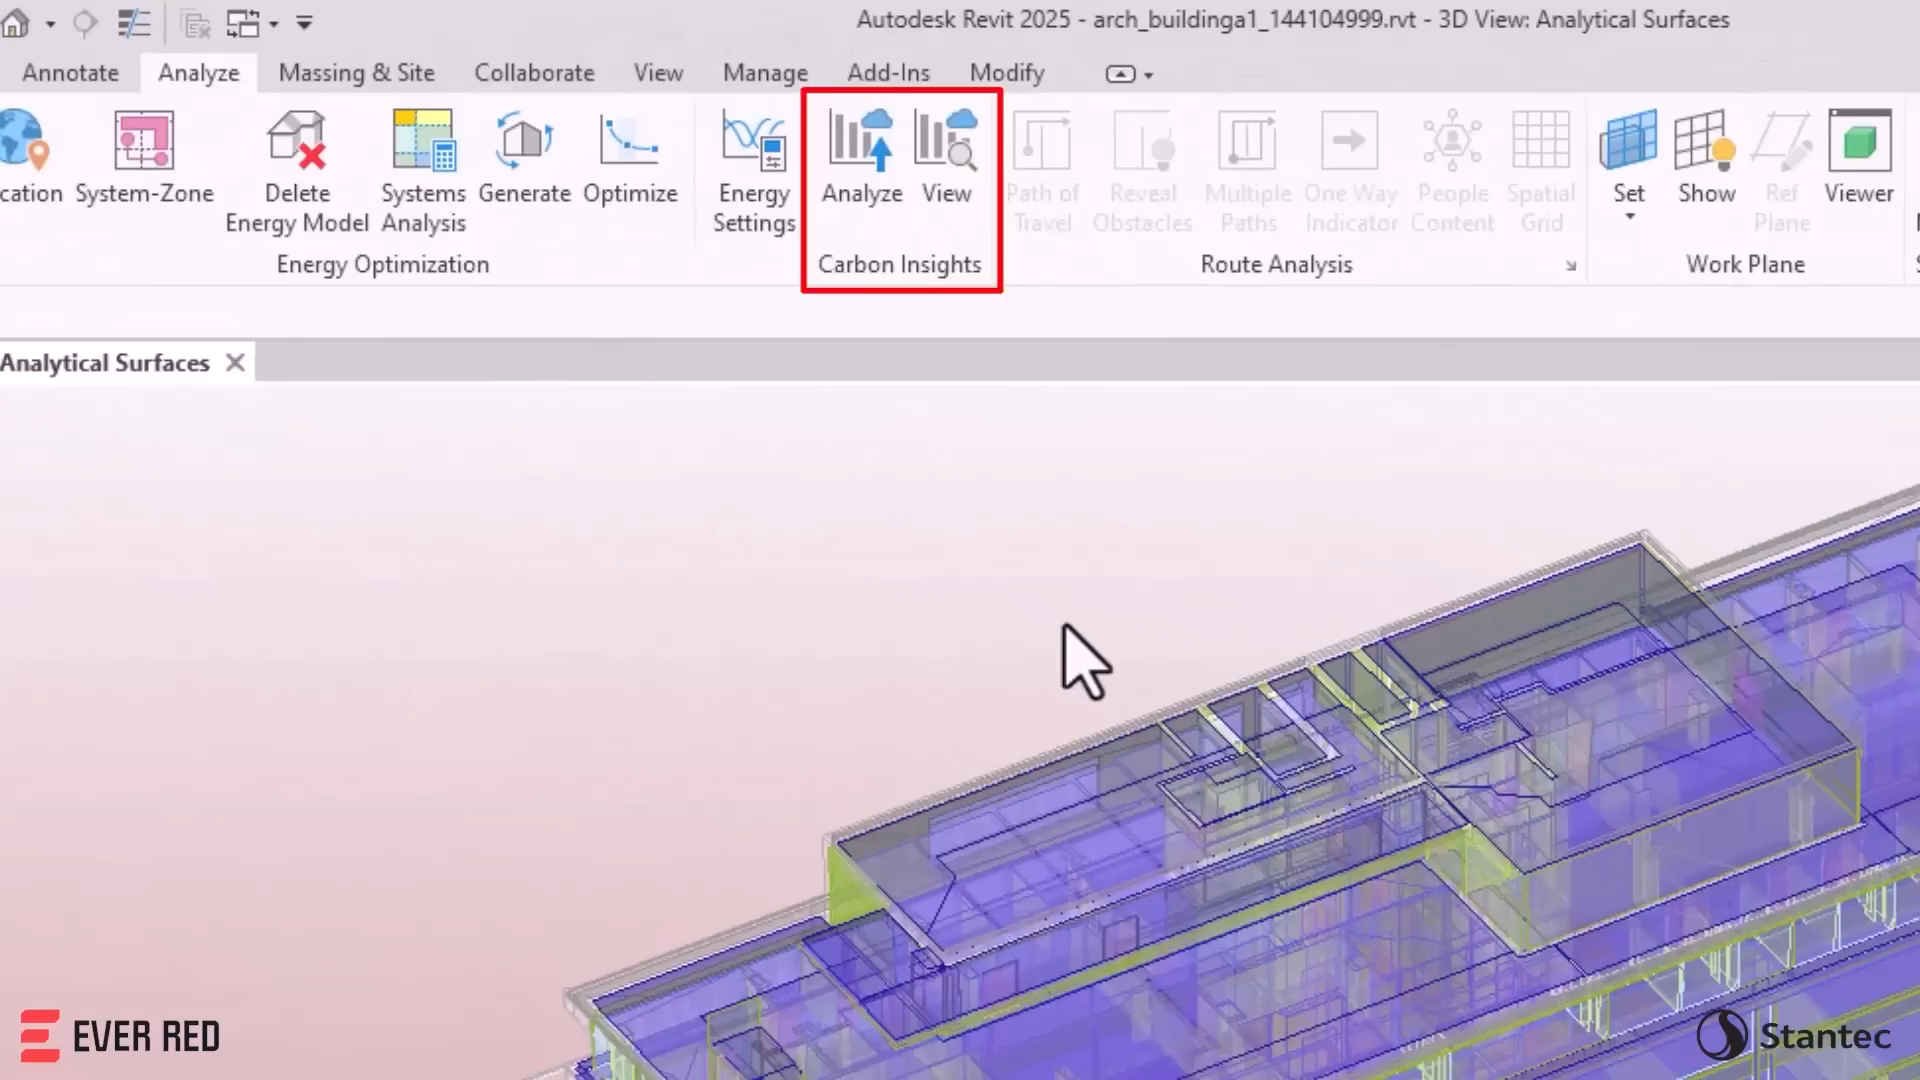 Autodesk Revit 2025 - arch_buildinga1_144104999.rvt - 3D View: Analytical Surfaces
Annotate Analyze Massing & Site Collaborate View Manage Add-Ins Modify
cation System-Zone Delete Energy Model Systems Analysis Generate Optimize Energy Settings Analyze View Path of Travel Reveal Obstacles Multiple Paths One Way Indicator People Content Spatial Grid Set Show Ref Plane Viewer
Energy Optimization Carbon Insights Route Analysis Work Plane
Analytical Surfaces
EVER RED
Stantec